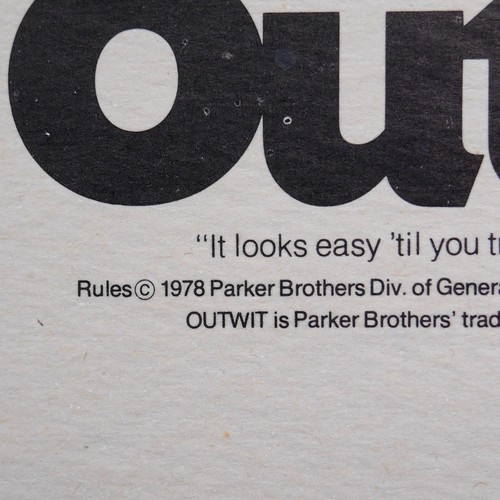 Out
"It looks easy 'til you
Rules© 1978 Parker Brothers Div. of
OUTWIT is Parker Brothers'